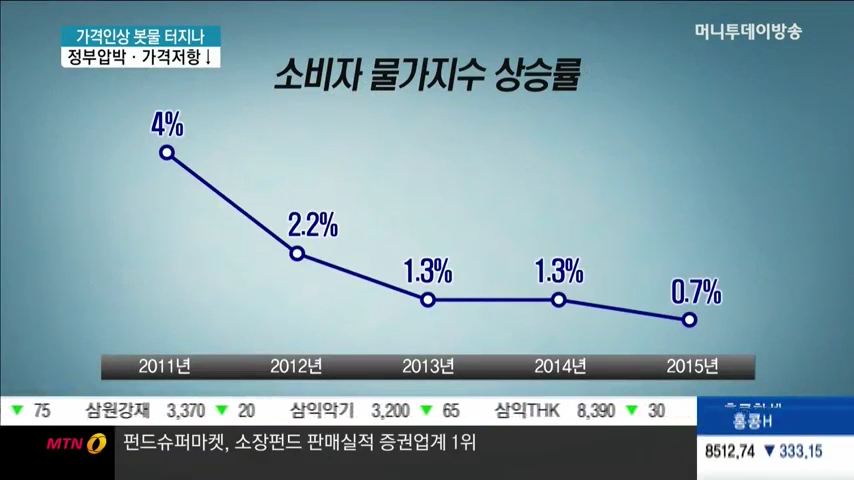 가격인상 봇물 터지나
정부압박·가격저항↓
머니투데이방송
소비자 물가지수 상승률
4%
2.2%
1.3%
1.3%
0.7%
2011년 2012년 2013년 2014년 2015년
▼ 75 삼원강재 3,370 ▼ 20 삼익악기 3,200 ▼ 65 삼익THK 8,390 ▼ 30
홍콩H
8512,74 ▼333,15
MTN
펀드슈퍼마켓, 소장펀드 판매실적 증권업계 1위